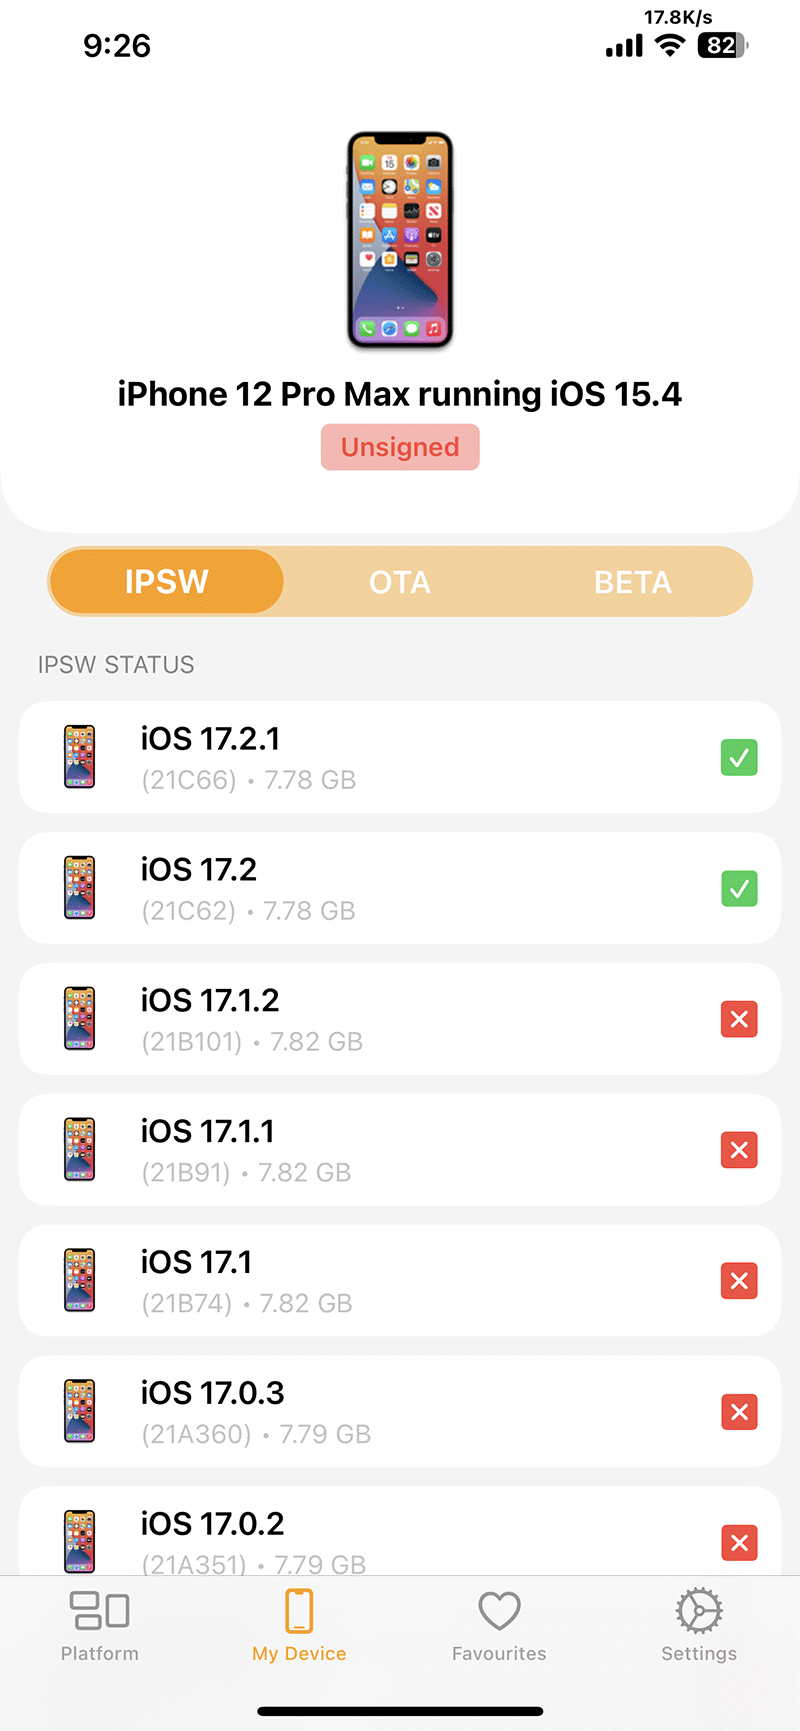 17.8K/s
9:26
82
iPhone 12 Pro Max running iOS 15.4
Unsigned
IPSW OTA BETA
IPSW STATUS
iOS 17.2.1
(21C66) • 7.78 GB
iOS 17.2
(21C62) • 7.78 GB
iOS 17.1.2
(21B101) • 7.82 GB
iOS 17.1.1
(21B91) • 7.82 GB
iOS 17.1
(21B74) • 7.82 GB
iOS 17.0.3
(21A360) • 7.79 GB
iOS 17.0.2
(21A351) • 7.79 GB
Platform My Device Favourites Settings